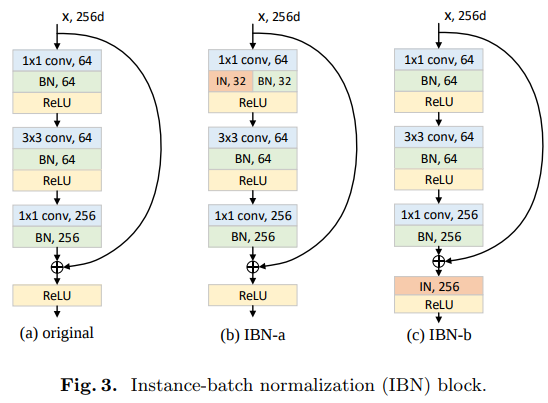 x, 256d
1x1 conv, 64
BN, 64
ReLU
3x3 conv, 64
BN, 64
ReLU
1x1 conv, 256
BN, 256
ReLU
(a) original
x, 256d
1x1 conv, 64
IN, 32 BN, 32
ReLU
3x3 conv, 64
BN, 64
ReLU
1x1 conv, 256
BN, 256
ReLU
(b) IBN-a
x, 256d
1x1 conv, 64
BN, 64
ReLU
3x3 conv, 64
BN, 64
ReLU
1x1 conv, 256
BN, 256
IN, 256
ReLU
(c) IBN-b
Fig. 3. Instance-batch normalization (IBN) block.